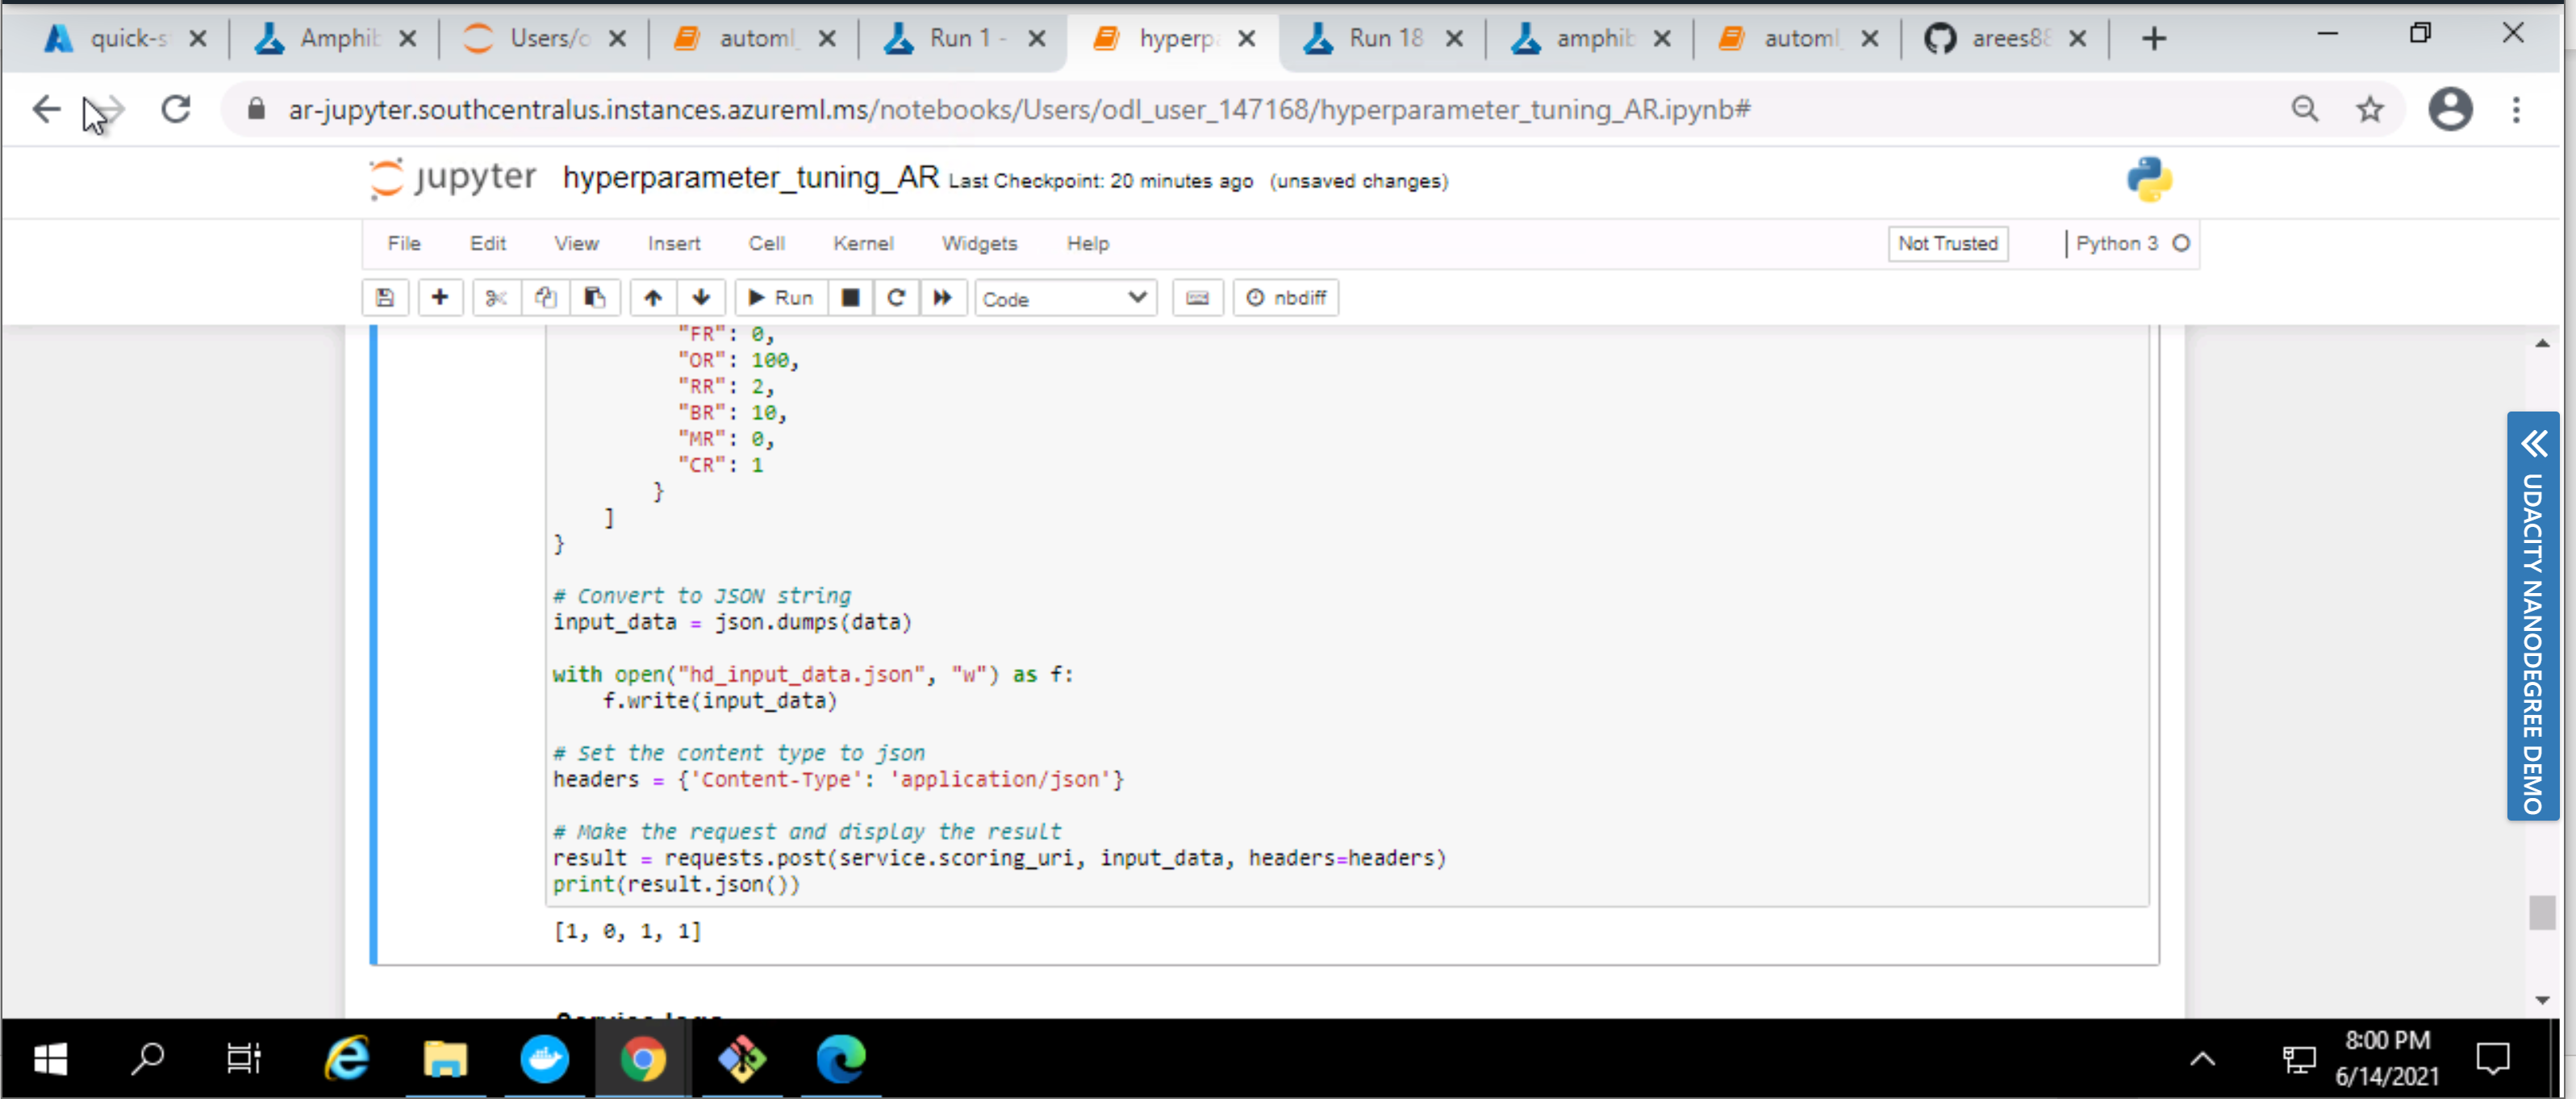 quick-s
Amphib
Users/o
automl_
Run 1 -
hyperpa
Run 18
amphib
automl_
arees88
ar-jupyter.southcentralus.instances.azureml.ms/notebooks/Users/odl_user_147168/hyperparameter_tuning_AR.ipynb#
jupyter hyperparameter_tuning_AR Last Checkpoint: 20 minutes ago (unsaved changes)
File Edit View Insert Cell Kernel Widgets Help Not Trusted Python 3
Run Code nbdiff
"FR": 0,
"OR": 100,
"RR": 2,
"BR": 10,
"MR": 0,
"CR": 1
}
]
}
# Convert to JSON string
input_data = json.dumps(data)
with open("hd_input_data.json", "w") as f:
f.write(input_data)
# Set the content type to json
headers = {'Content-Type': 'application/json'}
# Make the request and display the result
result = requests.post(service.scoring_uri, input_data, headers=headers)
print(result.json())
[1, 0, 1, 1]
UDACITY NANODEGREE DEMO
8:00 PM
6/14/2021